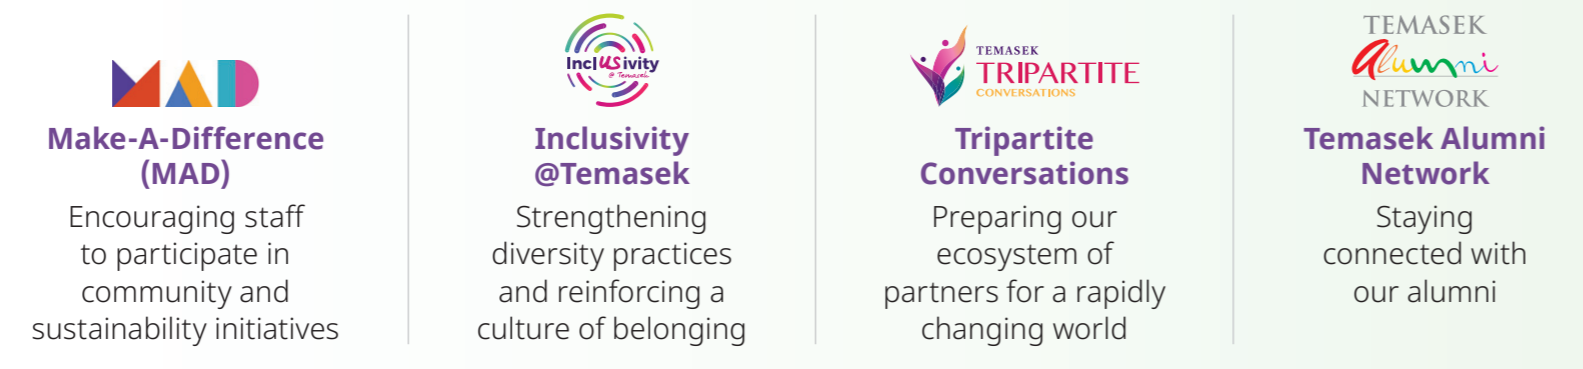 MAD
Make-A-Difference
(MAD)
Encouraging staff
to participate in
community and
sustainability initiatives
InclUSivity
@ Temasek
Inclusivity
@Temasek
Strengthening
diversity practices
and reinforcing a
culture of belonging
TEMASEK
TRIPARTITE
CONVERSATIONS
Tripartite
Conversations
Preparing our
ecosystem of
partners for a rapidly
changing world
TEMASEK
alumni
NETWORK
Temasek Alumni
Network
Staying
connected with
our alumni